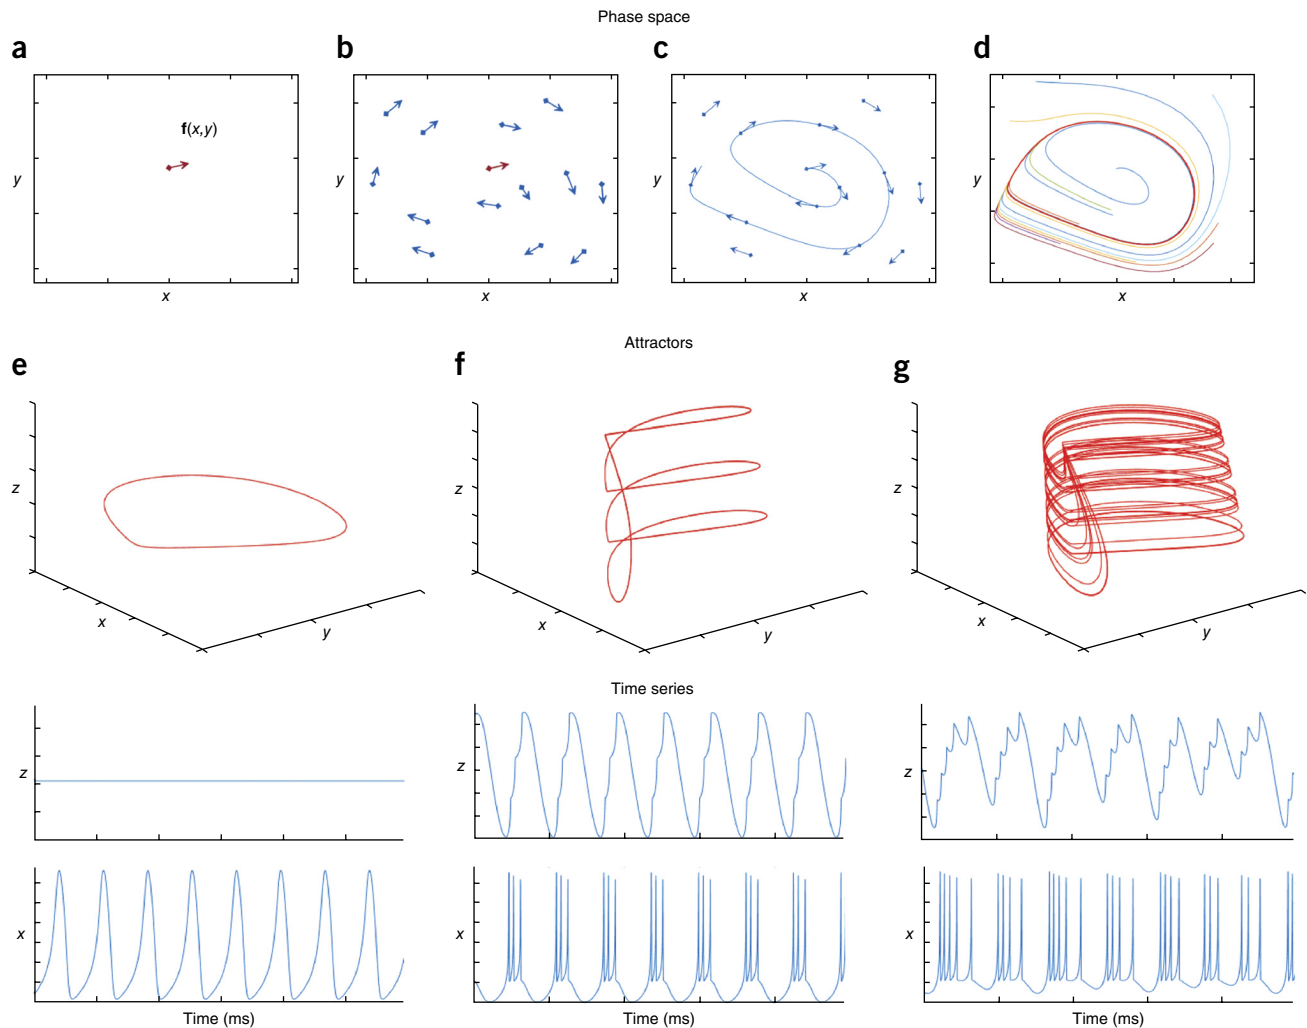 Phase space
a b c d
f(x,y)
y y y y
x x x x
Attractors
e f g
z z z
x y x y x y
Time series
z z z
x x x
Time (ms) Time (ms) Time (ms)